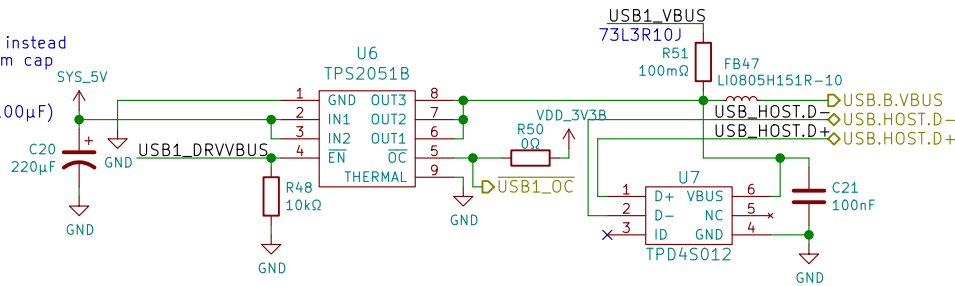 USB1_VBUS
73L3R10J
instead
m cap
R51
100mΩ
FB47
LI0805H151R-10
U6
TPS2051B
SYS_5V
00µF)
1 GND OUT3 8
2 IN1 OUT2 7
3 IN2 OUT1 6
4 EN OC 5
THERMAL 9
VDD_3V3B
R50
0Ω
USB.B.VBUS
USB_HOST.D-
USB.HOST.D-
USB_HOST.D+
USB.HOST.D+
C20
220µF
GND
USB1_DRVVBUS
R48
10kΩ
USB1_OC
GND
GND
GND
U7
1 D+ VBUS 6
2 D- NC 5
3 ID GND 4
TPD4S012
C21
100nF
GND